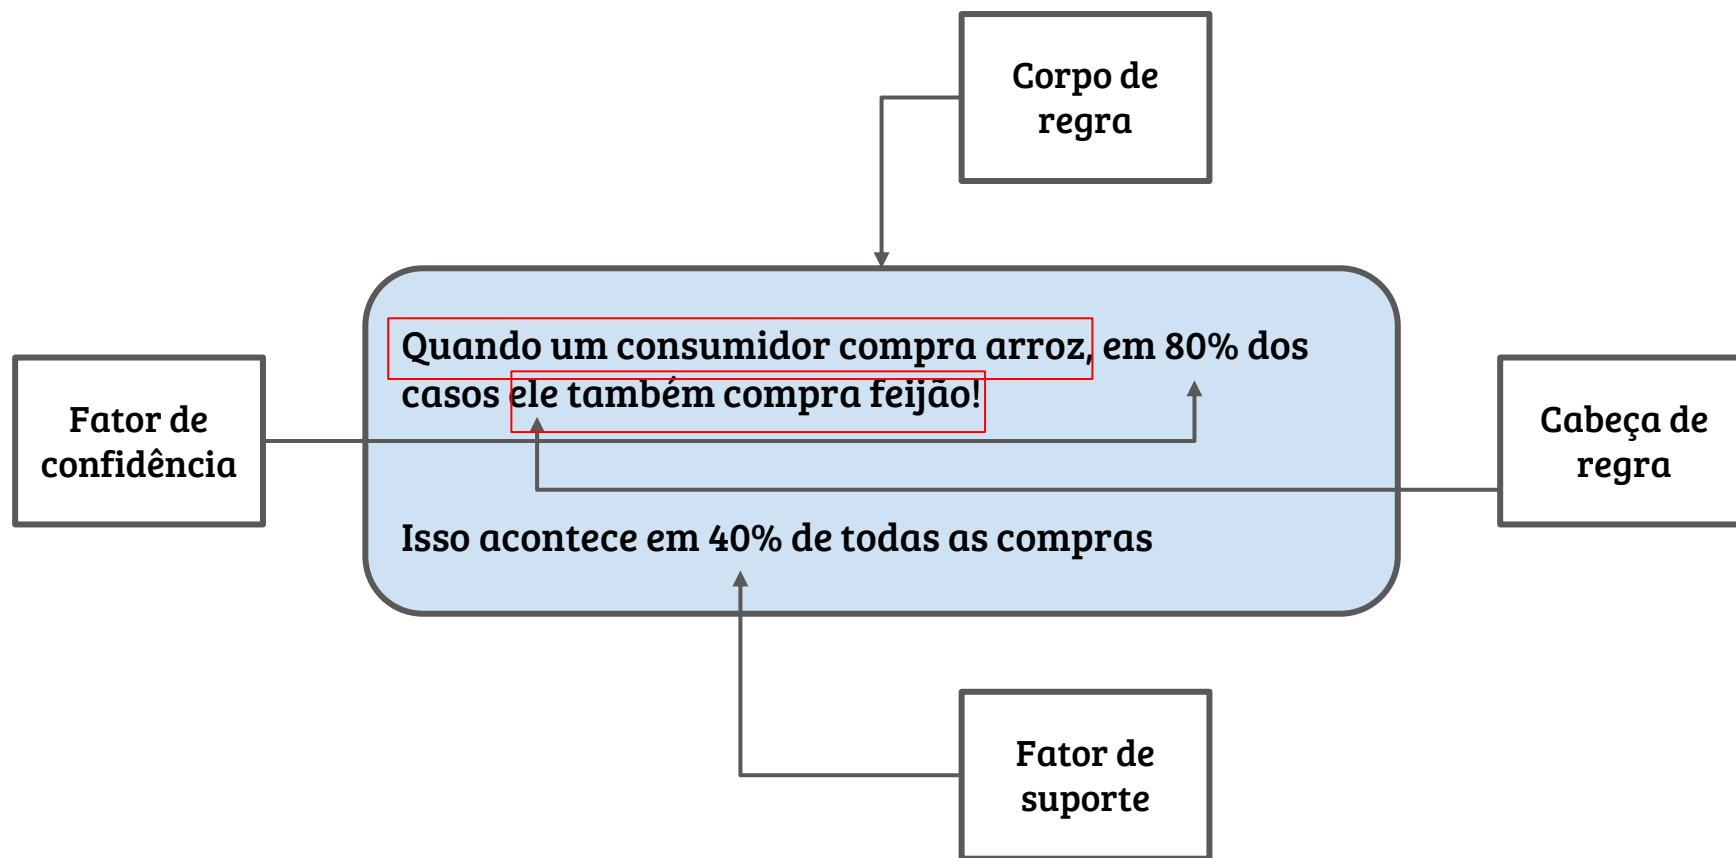 Corpo de
regra
Quando um consumidor compra arroz, em 80% dos
casos ele também compra feijão!
Fator de
confidência
Cabeça de
regra
Isso acontece em 40% de todas as compras
Fator de
suporte